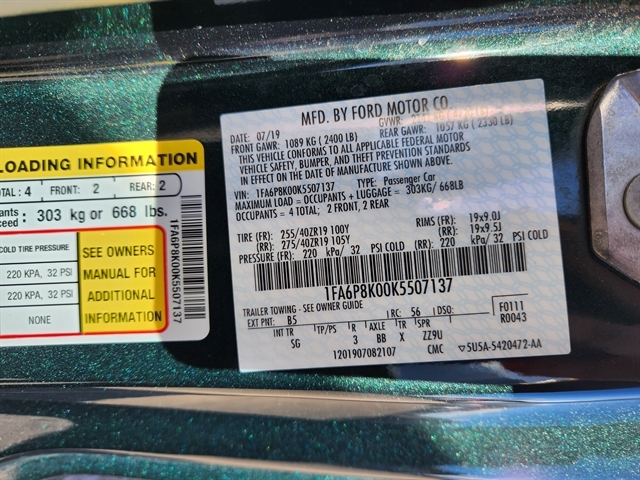 LOADING INFORMATION
TOTAL: 4 FRONT: 2 REAR: 2
303 kg or 668 lbs.
COLD TIRE PRESSURE
220 KPA, 32 PSI
220 KPA, 32 PSI
NONE
SEE OWNERS
MANUAL FOR
ADDITIONAL
INFORMATION
1FA6P8K00K5507137
MFD. BY FORD MOTOR CO.
DATE: 07/19 GVWR:
FRONT GAWR: 1089 KG (2400 LB) REAR GAWR: 1057 KG (2330 LB)
THIS VEHICLE CONFORMS TO ALL APPLICABLE FEDERAL MOTOR
VEHICLE SAFETY, BUMPER, AND THEFT PREVENTION STANDARDS
IN EFFECT ON THE DATE OF MANUFACTURE SHOWN ABOVE.
VIN: 1FA6P8K00K5507137 TYPE: Passenger Car
MAXIMUM LOAD = OCCUPANTS + LUGGAGE = 303KG/ 668LB
OCCUPANTS = 4 TOTAL; 2 FRONT, 2 REAR
TIRE (FF): 255/40ZR19 100Y RIMS (FF): 19x9.0J
(RR): 275/40ZR19 105Y (RR): 19x9.5J
PRESSURE (FF): 220 kPa/ 32 PSI COLD (RR): 220 kPa/ 32 PSI COLD
1FA6P8K00K5507137
TRAILER TOWING - SEE OWNER GUIDE
EXT PNT: B5 RC: 56 DSO: F0111
INT TR TP/PS R AXLE TR SPR R0043
SG 3 BB X ZZ9U
1201907082107 CMC ▼5U5A-5420472-AA